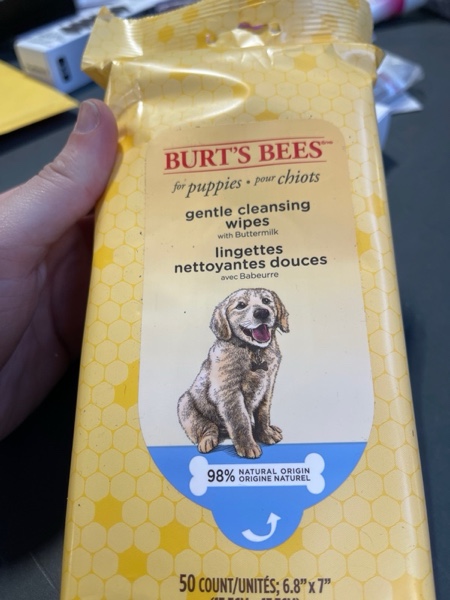 BURT'S BEES™
for puppies • pour chiots
gentle cleansing
wipes
with Buttermilk
lingettes
nettoyantes douces
avec Babeurre
98% NATURAL ORIGIN
ORIGINE NATUREL
50 COUNT/UNITÉS; 6.8" x 7"